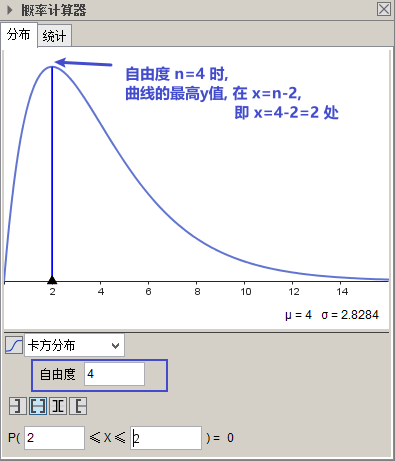 概率计算器
分布 统计
自由度 n=4 时,
曲线的最高y值, 在 x=n-2,
即 x=4-2=2 处
2 4 6 8 10 12 14
μ = 4 σ = 2.8284
卡方分布
自由度 4
P( 2 ≤ X ≤ 2 ) = 0